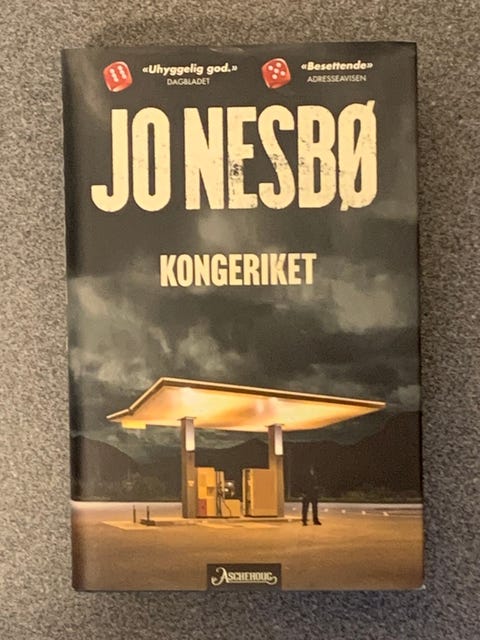 «Uhyggelig god.»
DAGBLADET
«Besettende»
ADRESSEAVISEN
JO NESBØ
KONGERIKET
ASCHEHOUG